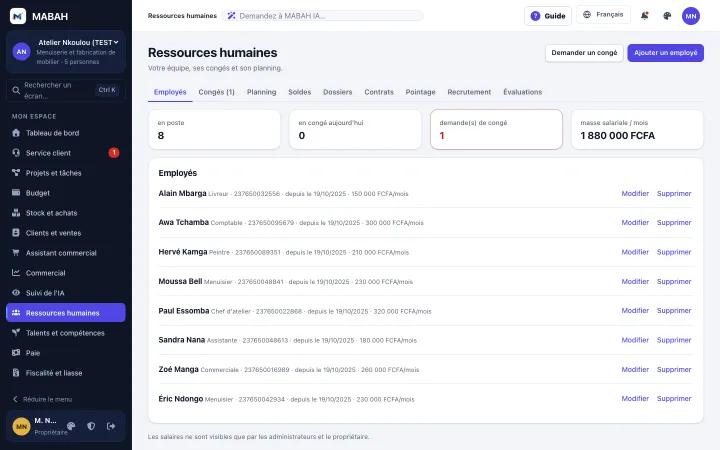 MABAH
AN
Atelier Nkoulou (TEST
Menuiserie et fabrication de
mobilier · 5 personnes
Rechercher un
écran...
Ctrl K
MON ESPACE
Tableau de bord
Service client
1
Projets et tâches
Budget
Stock et achats
Clients et ventes
Assistant commercial
Commercial
Suivi de l'IA
Ressources humaines
Talents et compétences
Paie
Fiscalité et liasse
Réduire le menu
MN
M. N...
Propriétaire
Ressources humaines
Demandez à MABAH IA...
? Guide
Français
MN
Ressources humaines
Votre équipe, ses congés et son planning.
Demander un congé
Ajouter un employé
Employés
Congés (1)
Planning
Soldes
Dossiers
Contrats
Pointage
Recrutement
Évaluations
en poste
8
en congé aujourd'hui
0
demande(s) de congé
1
masse salariale / mois
1 880 000 FCFA
Employés
Alain Mbarga Livreur · 237650032556 · depuis le 19/10/2025 · 150 000 FCFA/mois Modifier Supprimer
Awa Tchamba Comptable · 237650095679 · depuis le 19/10/2025 · 300 000 FCFA/mois Modifier Supprimer
Hervé Kamga Peintre · 237650089351 · depuis le 19/10/2025 · 210 000 FCFA/mois Modifier Supprimer
Moussa Bell Menuisier · 237650048841 · depuis le 19/10/2025 · 230 000 FCFA/mois Modifier Supprimer
Paul Essomba Chef d'atelier · 237650022868 · depuis le 19/10/2025 · 320 000 FCFA/mois Modifier Supprimer
Sandra Nana Assistante · 237650048613 · depuis le 19/10/2025 · 180 000 FCFA/mois Modifier Supprimer
Zoé Manga Commerciale · 237650016989 · depuis le 19/10/2025 · 260 000 FCFA/mois Modifier Supprimer
Éric Ndongo Menuisier · 237650042934 · depuis le 19/10/2025 · 230 000 FCFA/mois Modifier Supprimer
Les salaires ne sont visibles que par les administrateurs et le propriétaire.